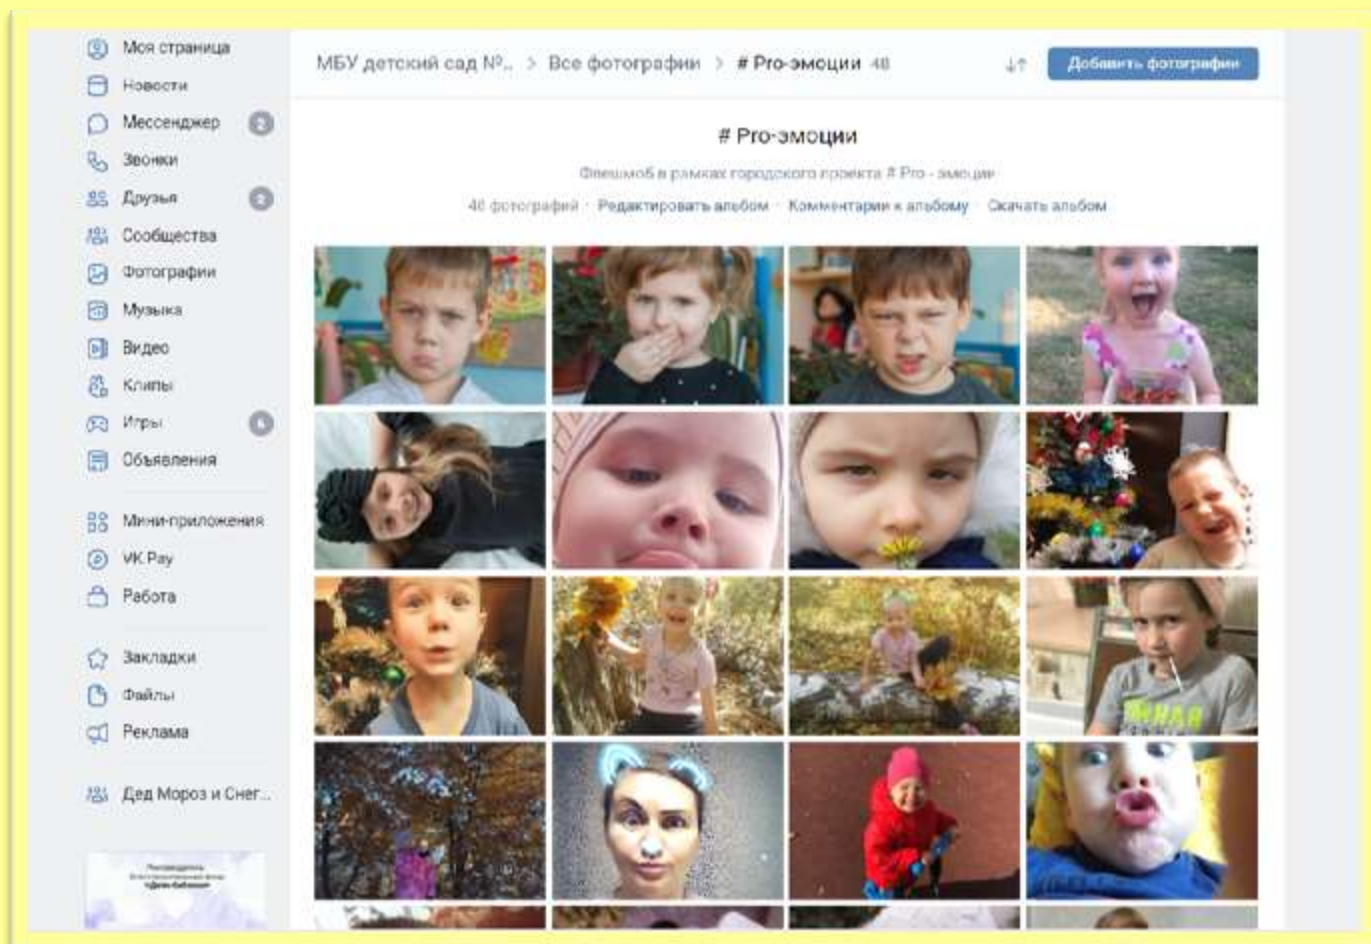 Моя страница
Новости
Мессенджер 2
Звонки
Друзья 2
Сообщества
Фотографии
Музыка
Видео
Клипы
Игры
Объявления
Мини-приложения
VK Pay
Работа
Закладки
Файлы
Реклама
Дед Мороз и Снег...
МБУ детский сад №... > Все фотографии > # Pro-эмоции 48
Добавить фотографии
# Pro-эмоции
Флешмоб в рамках городского проекта # Pro - эмоции
48 фотографий · Редактировать альбом · Комментарии к альбому · Скачать альбом